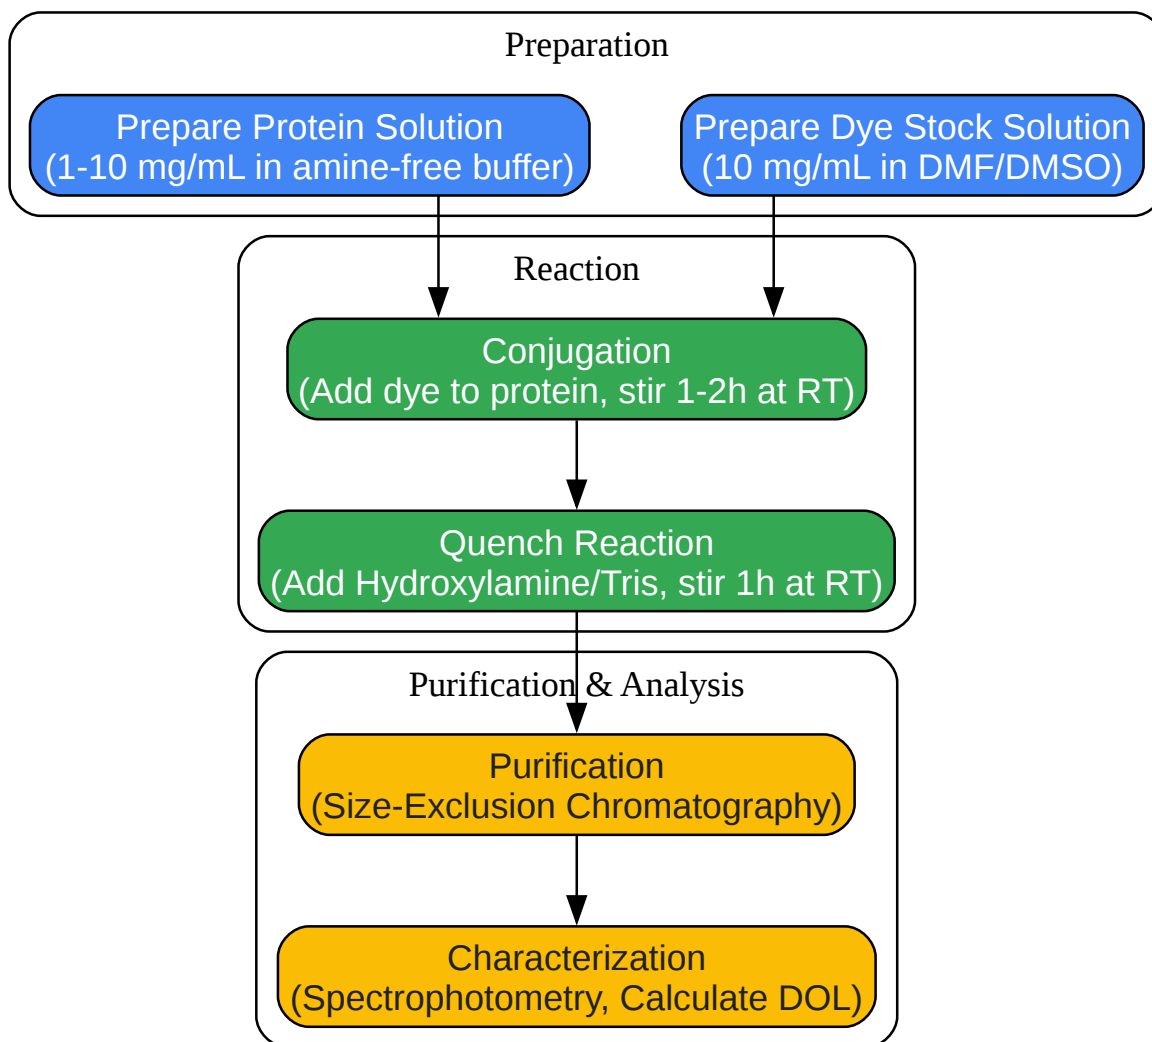 Preparation
Prepare Protein Solution
(1-10 mg/mL in amine-free buffer)
Prepare Dye Stock Solution
(10 mg/mL in DMF/DMSO)
Reaction
Conjugation
(Add dye to protein, stir 1-2h at RT)
Quench Reaction
(Add Hydroxylamine/Tris, stir 1h at RT)
Purification & Analysis
Purification
(Size-Exclusion Chromatography)
Characterization
(Spectrophotometry, Calculate DOL)